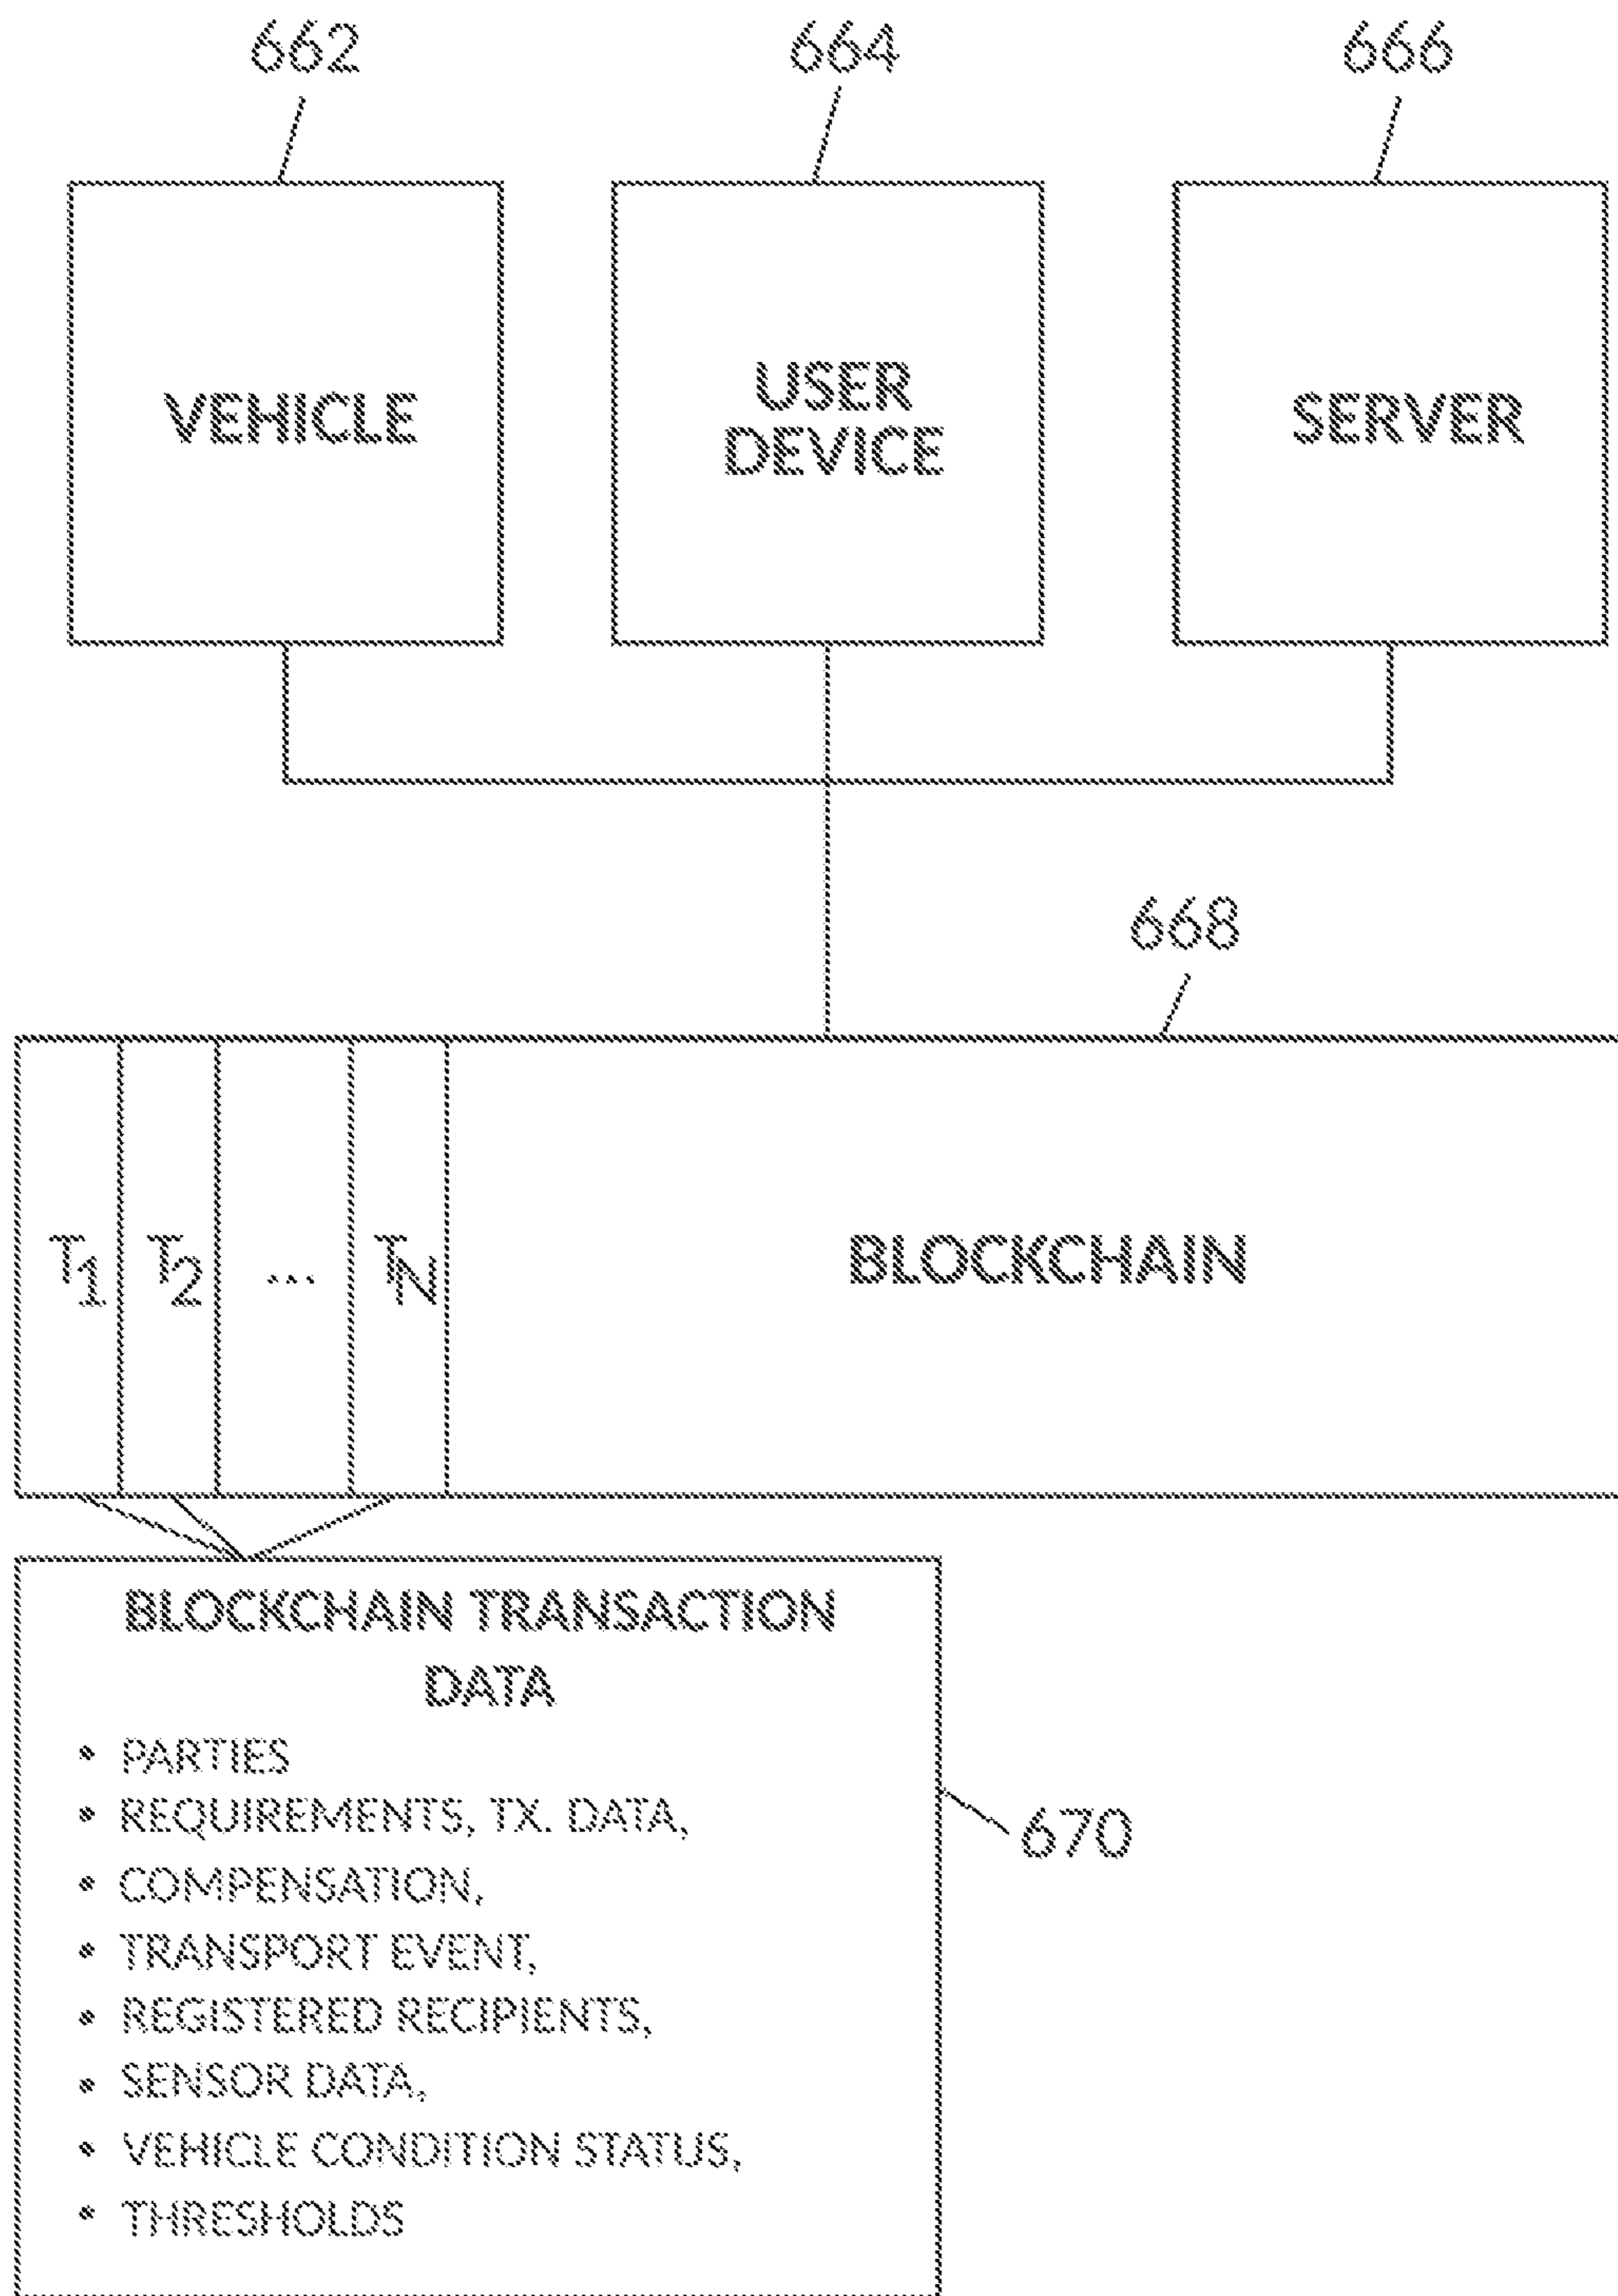 662 664 666
VEHICLE
USER
DEVICE
SERVER
668
T1 T2 ... TN
BLOCKCHAIN
BLOCKCHAIN TRANSACTION
DATA
• PARTIES
• REQUIREMENTS, TX. DATA,
• COMPENSATION,
• TRANSPORT EVENT,
• REGISTERED RECIPIENTS,
• SENSOR DATA,
• VEHICLE CONDITION STATUS,
• THRESHOLDS
670